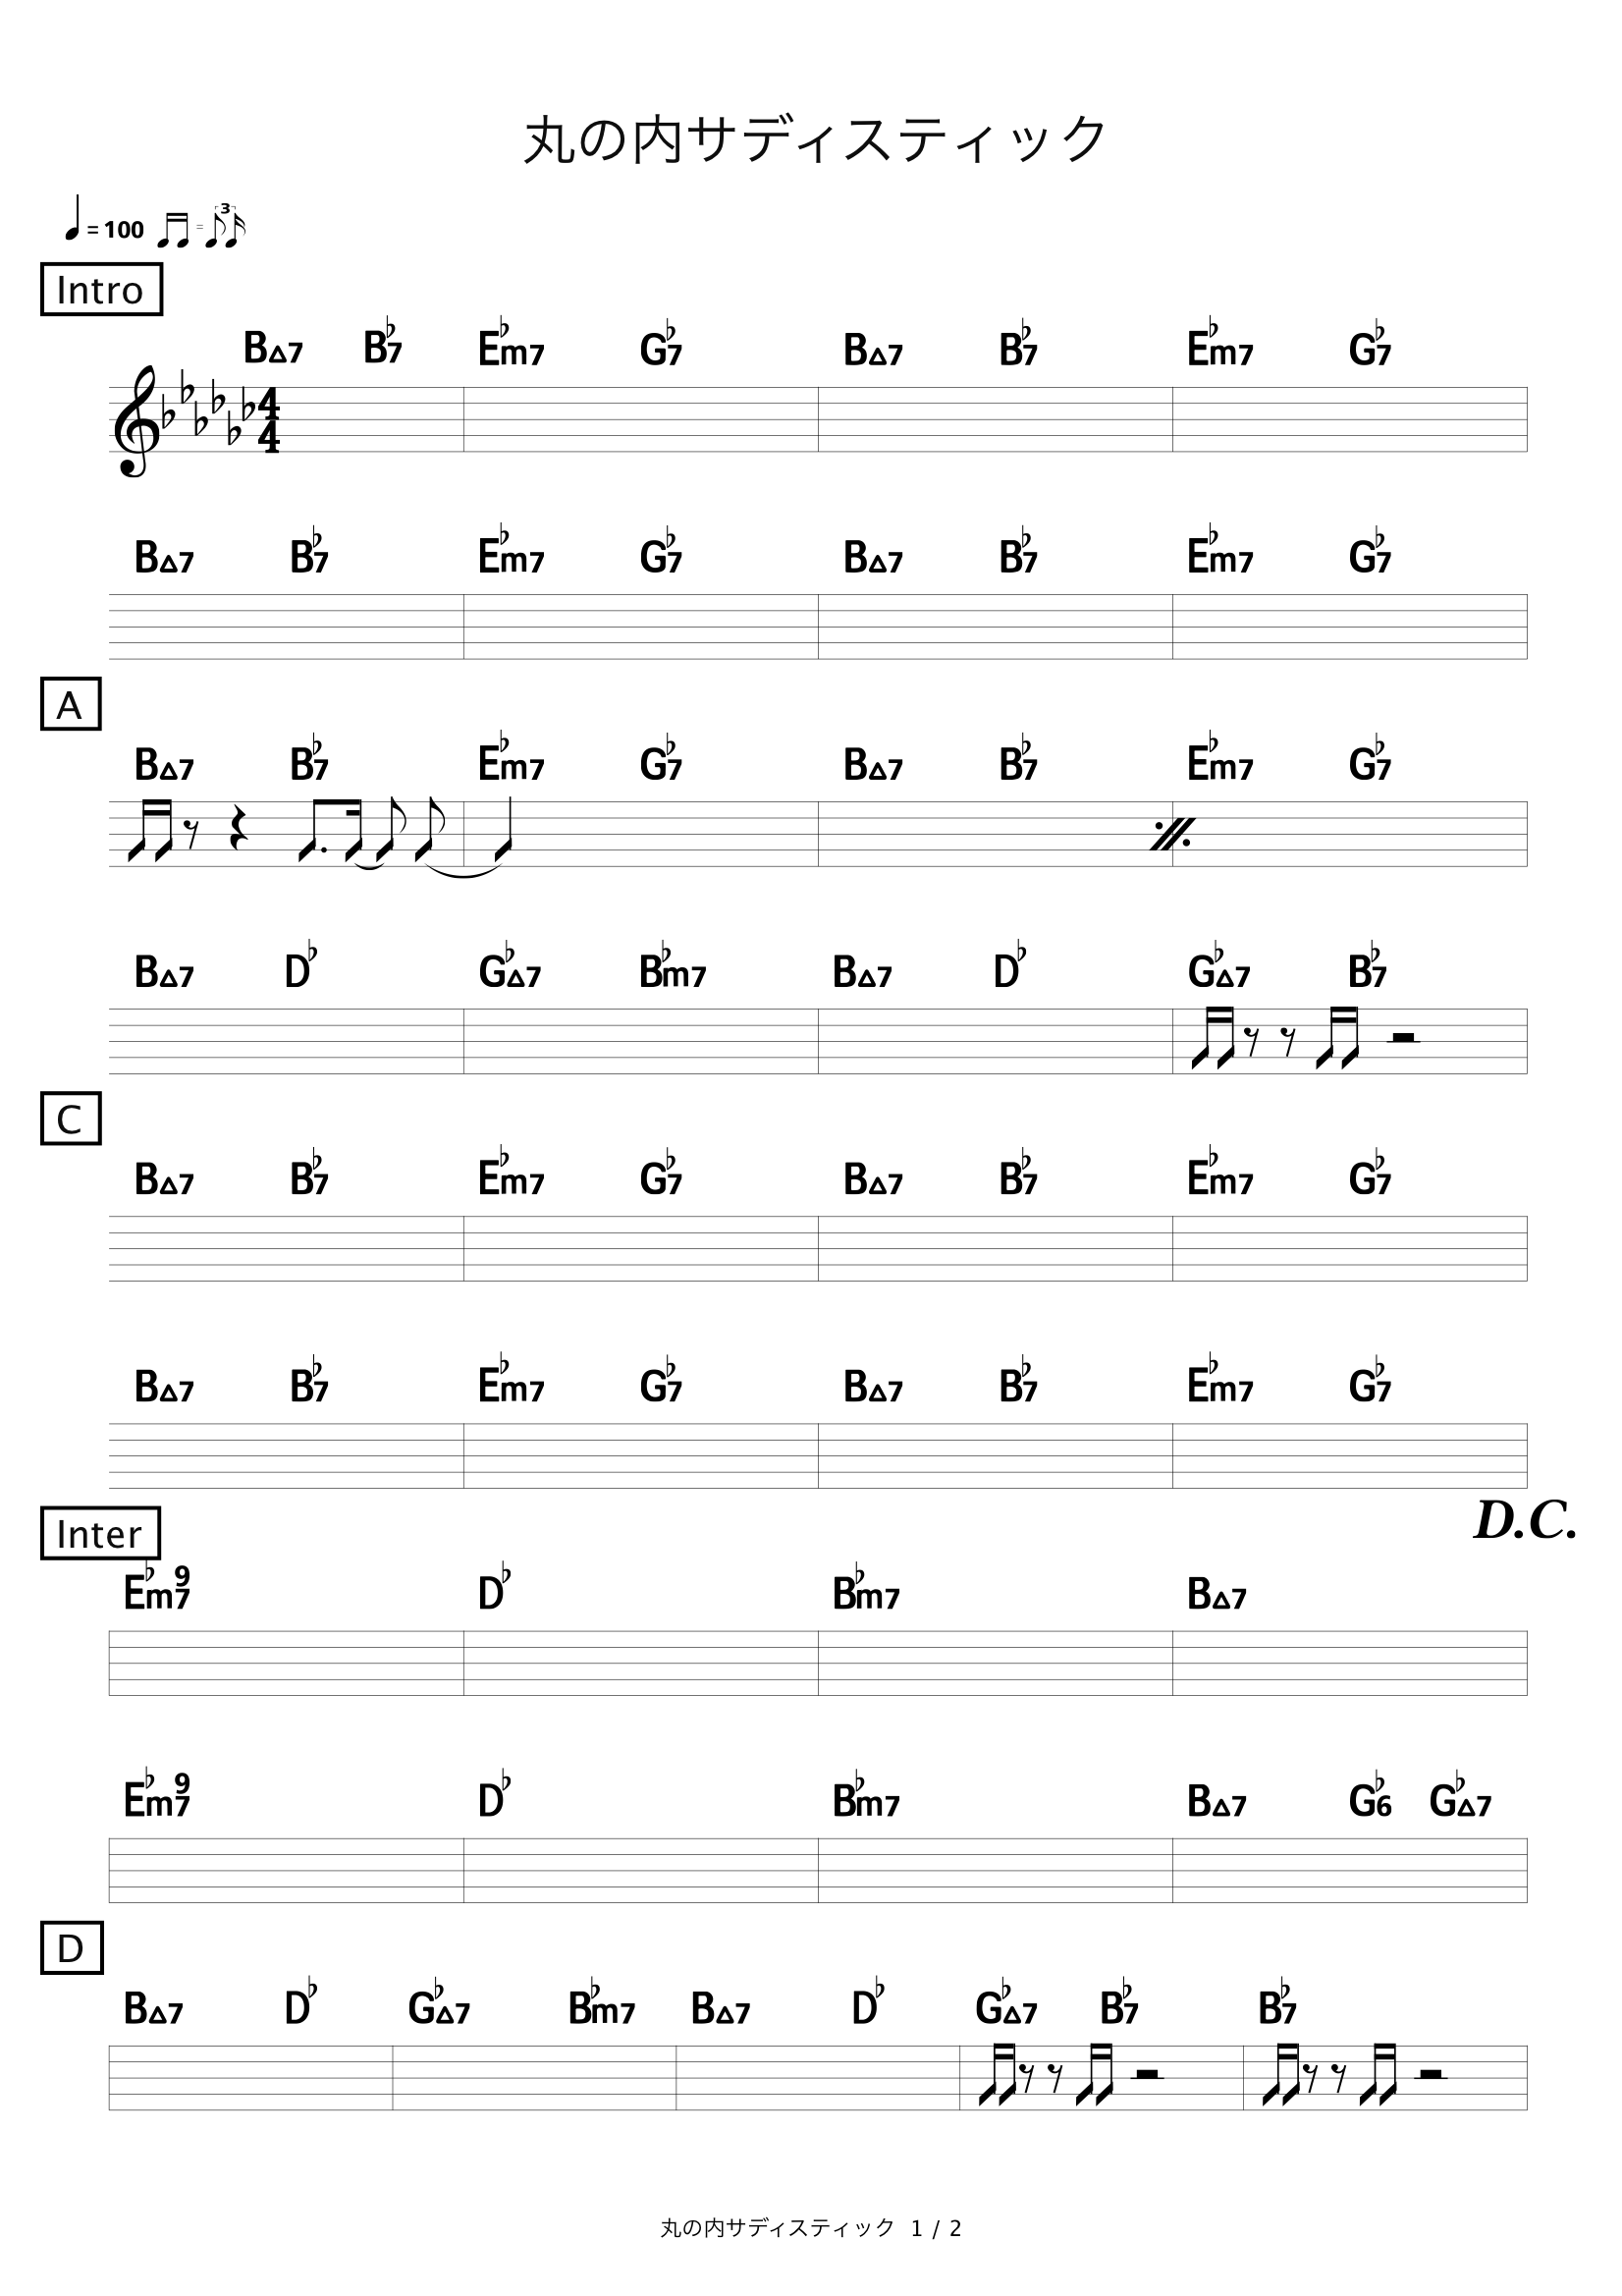 丸の内サディスティック
♩=100 ♬=♪3♬
Intro
B△7 B♭7 E♭m7 G♭7 B△7 B♭7 E♭m7 G♭7
4/4
B△7 B♭7 E♭m7 G♭7 B△7 B♭7 E♭m7 G♭7
A
B△7 B♭7 E♭m7 G♭7 B△7 B♭7 E♭m7 G♭7
B△7 D♭ G♭△7 B♭m7 B△7 D♭ G♭△7 B♭7
C
B△7 B♭7 E♭m7 G♭7 B△7 B♭7 E♭m7 G♭7
B△7 B♭7 E♭m7 G♭7 B△7 B♭7 E♭m7 G♭7
D.C.
Inter
E♭m7 9 D♭ B♭m7 B△7
E♭m7 9 D♭ B♭m7 B△7 G♭6 G♭△7
D
B△7 D♭ G♭△7 B♭m7 B△7 D♭ G♭△7 B♭7 B♭7
丸の内サディスティック 1 / 2